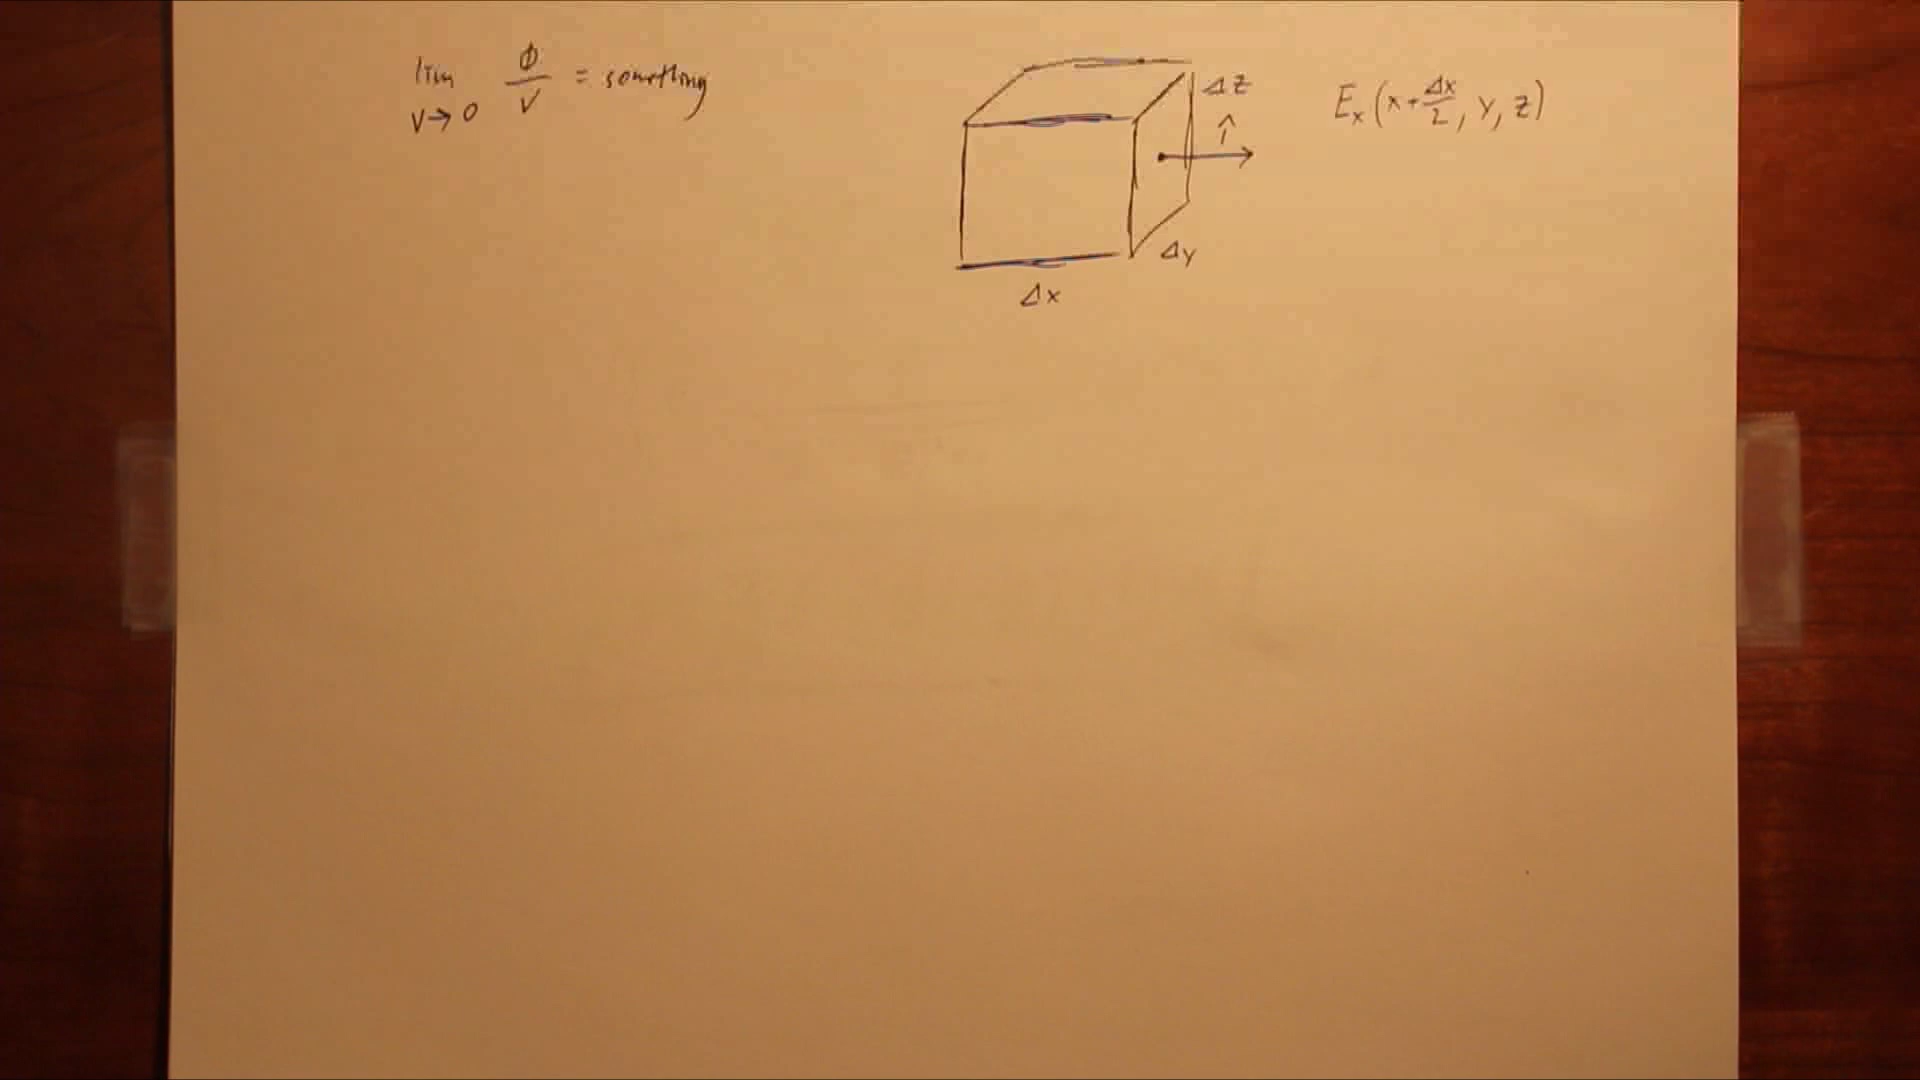 lim Φ/V = something
V→0
Δz
î
Eₓ(x+Δx/2, y, z)
Δy
Δx